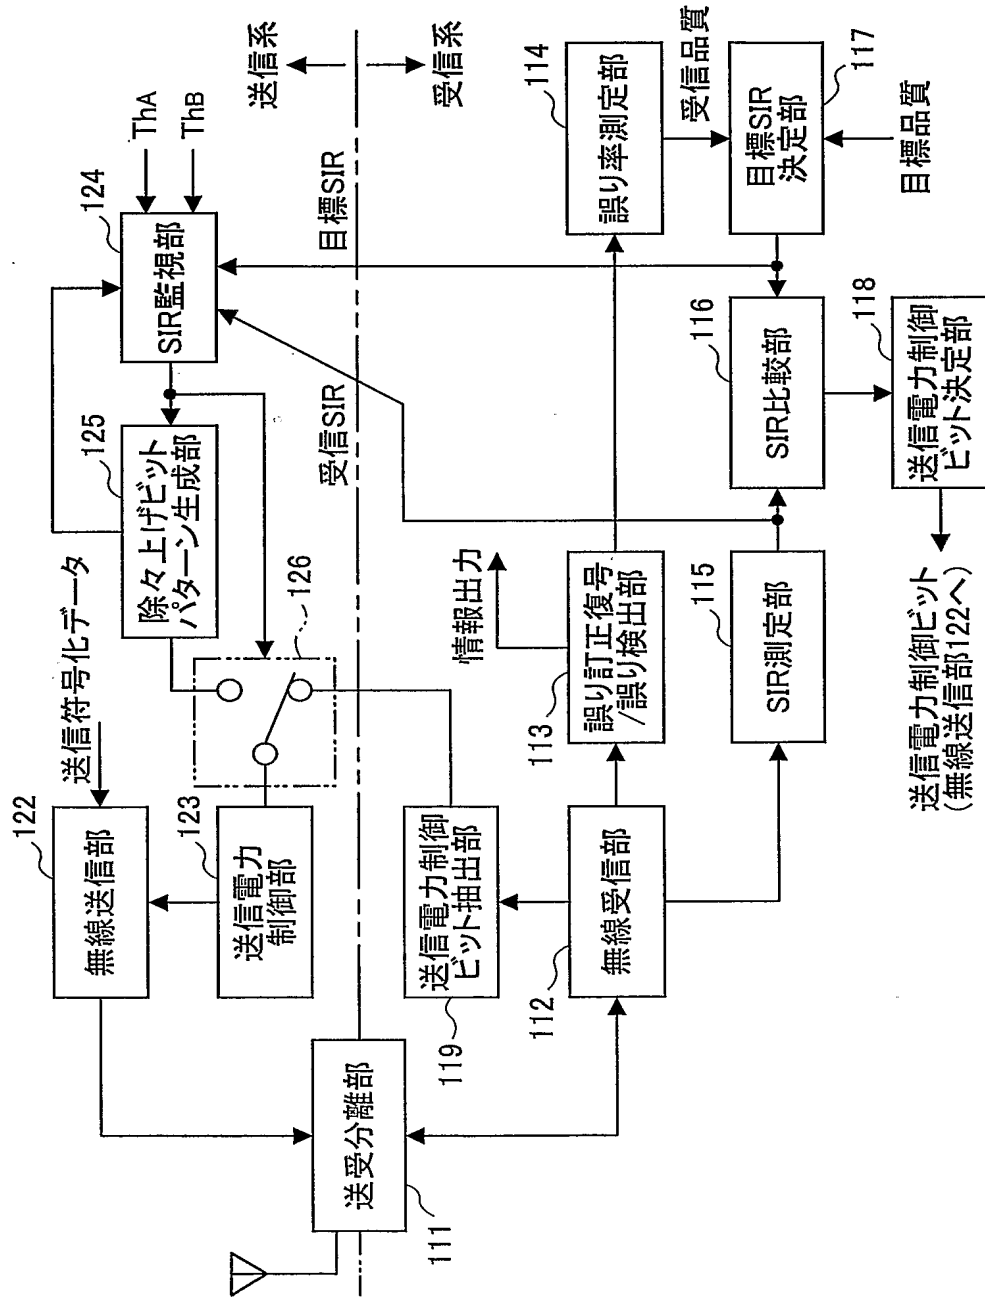 送信系
受信系
ThA
ThB
124
SIR監視部
目標SIR
受信SIR
125
除々上げビット
パターン生成部
126
送信符号化データ
122
無線送信部
123
送信電力
制御部
111
送受分離部
119
送信電力制御
ビット抽出部
112
無線受信部
113
誤り訂正復号
/誤り検出部
情報出力
114
誤り率測定部
受信品質
117
目標SIR
決定部
目標品質
115
SIR測定部
116
SIR比較部
118
送信電力制御
ビット決定部
送信電力制御ビット
(無線送信部122へ)